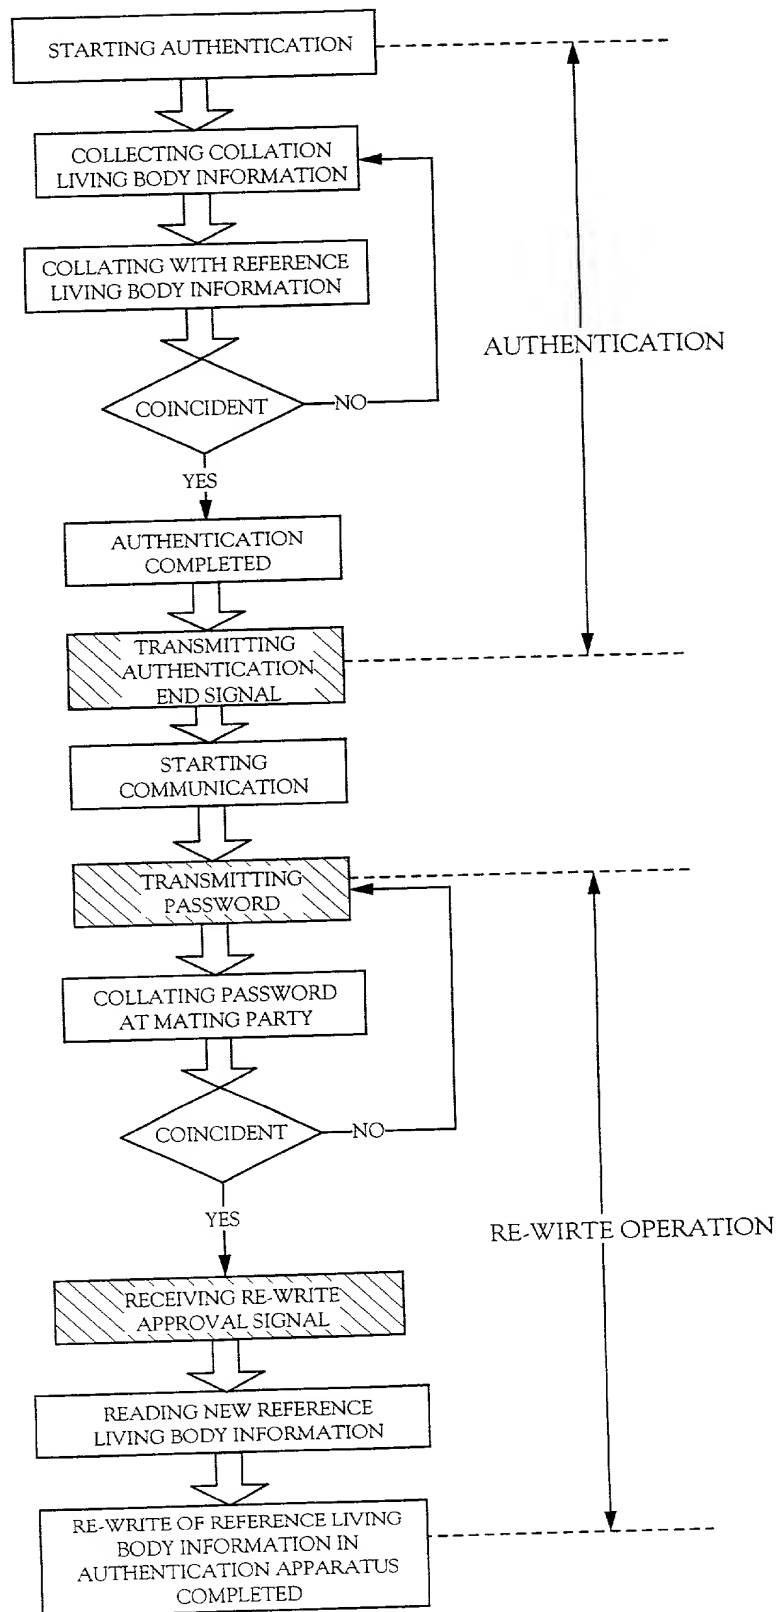 STARTING AUTHENTICATION
COLLECTING COLLATION
LIVING BODY INFORMATION
COLLATING WITH REFERENCE
LIVING BODY INFORMATION
AUTHENTICATION
COINCIDENT
NO
YES
AUTHENTICATION
COMPLETED
TRANSMITTING
AUTHENTICATION
END SIGNAL
STARTING
COMMUNICATION
TRANSMITTING
PASSWORD
COLLATING PASSWORD
AT MATING PARTY
COINCIDENT
NO
YES
RE-WIRTE OPERATION
RECEIVING RE-WRITE
APPROVAL SIGNAL
READING NEW REFERENCE
LIVING BODY INFORMATION
RE-WRITE OF REFERENCE LIVING
BODY INFORMATION IN
AUTHENTICATION APPARATUS
COMPLETED